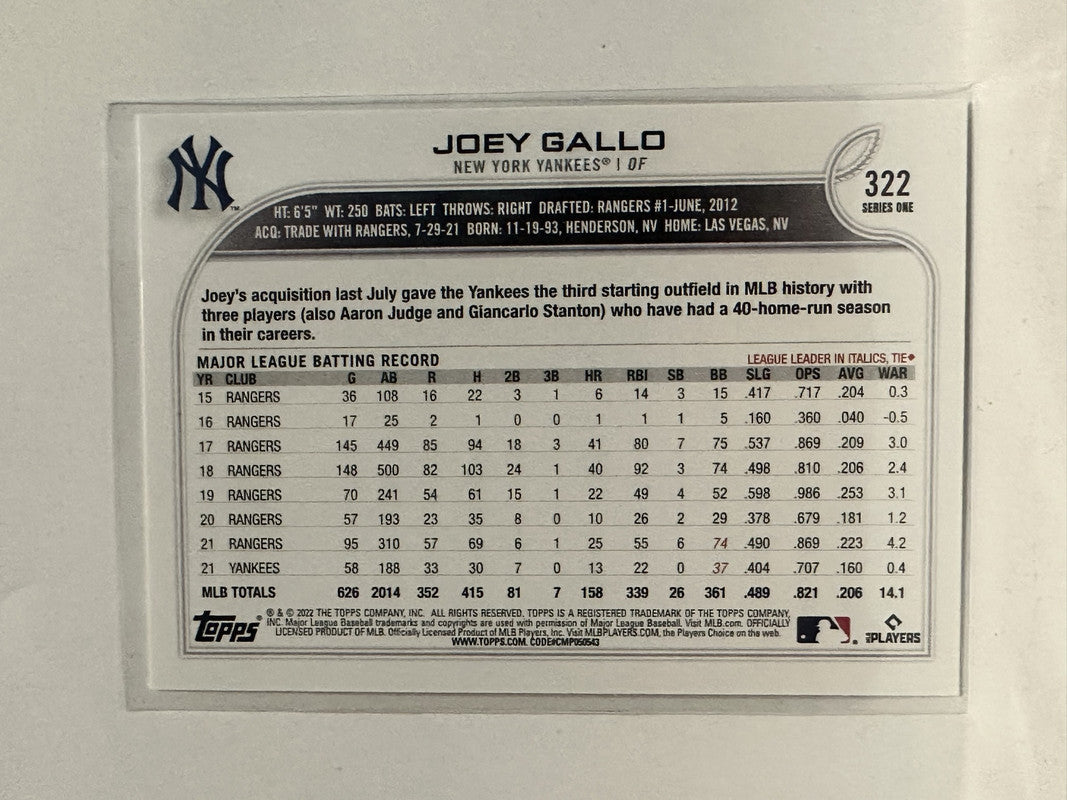 NY
TM
JOEY GALLO
NEW YORK YANKEES® | OF
322
SERIES ONE
HT: 6'5" WT: 250 BATS: LEFT THROWS: RIGHT DRAFTED: RANGERS #1-JUNE, 2012
ACQ: TRADE WITH RANGERS, 7-29-21 BORN: 11-19-93, HENDERSON, NV HOME: LAS VEGAS, NV
Joey's acquisition last July gave the Yankees the third starting outfield in MLB history with
three players (also Aaron Judge and Giancarlo Stanton) who have had a 40-home-run season
in their careers.
MAJOR LEAGUE BATTING RECORD LEAGUE LEADER IN ITALICS, TIE◆
YR CLUB G AB R H 2B 3B HR RBI SB BB SLG OPS AVG WAR
15 RANGERS 36 108 16 22 3 1 6 14 3 15 .417 .717 .204 0.3
16 RANGERS 17 25 2 1 0 0 1 1 1 5 .160 .360 .040 -0.5
17 RANGERS 145 449 85 94 18 3 41 80 7 75 .537 .869 .209 3.0
18 RANGERS 148 500 82 103 24 1 40 92 3 74 .498 .810 .206 2.4
19 RANGERS 70 241 54 61 15 1 22 49 4 52 .598 .986 .253 3.1
20 RANGERS 57 193 23 35 8 0 10 26 2 29 .378 .679 .181 1.2
21 RANGERS 95 310 57 69 6 1 25 55 6 74 .490 .869 .223 4.2
21 YANKEES 58 188 33 30 7 0 13 22 0 37 .404 .707 .160 0.4
MLB TOTALS 626 2014 352 415 81 7 158 339 26 361 .489 .821 .206 14.1
Topps
® & © 2022 THE TOPPS COMPANY, INC. ALL RIGHTS RESERVED. TOPPS IS A REGISTERED TRADEMARK OF THE TOPPS COMPANY,
INC. Major League Baseball trademarks and copyrights are used with permission of Major League Baseball. Visit MLB.com. OFFICIALLY
LICENSED PRODUCT OF MLB. Officially Licensed Product of MLB Players, Inc. Visit MLBPLAYERS.COM, the Players Choice on the web.
WWW.TOPPS.COM. CODE#CMP050543
MLB PLAYERS